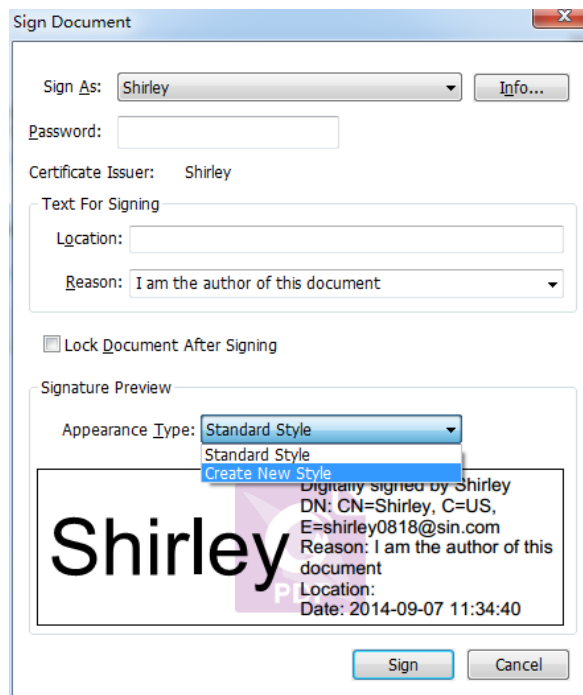 Sign Document
X
Sign As: Shirley Info...
Password:
Certificate Issuer: Shirley
Text For Signing
Location:
Reason: I am the author of this document
Lock Document After Signing
Signature Preview
Appearance Type: Standard Style
Standard Style
Create New Style
Shirley
Digitally signed by Shirley
DN: CN=Shirley, C=US,
E=shirley0818@sin.com
Reason: I am the author of this
document
Location:
Date: 2014-09-07 11:34:40
PDF
Sign Cancel